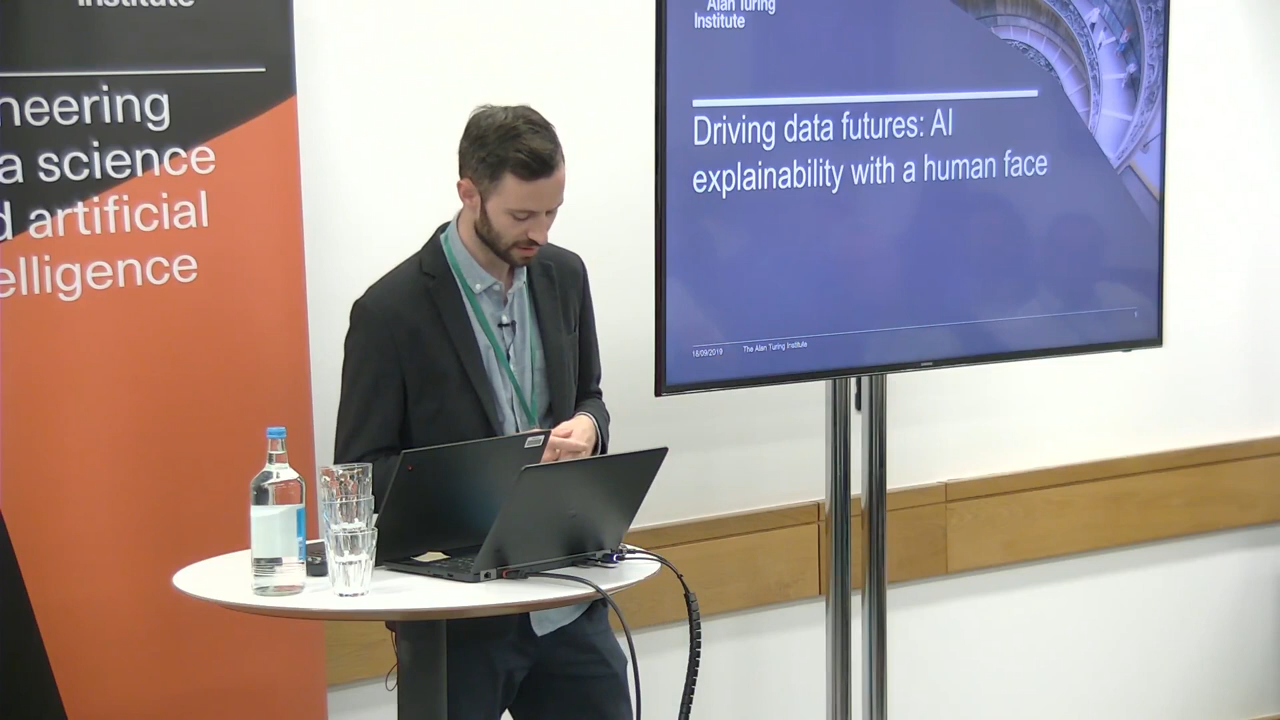 Institute
neering
a science
d artificial
elligence
Alan Turing
Institute
Driving data futures: AI
explainability with a human face
18/09/2019 The Alan Turing Institute